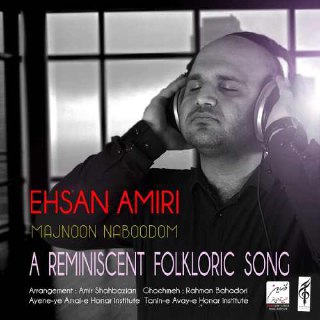 EHSAN AMIRI
MAJNOON NABOODOM
A REMINISCENT FOLKLORIC SONG
Arrangement : Amir Shahbazian Ghochmeh : Rahman Bahadori
Ayene-ye Amai-e Honar Institute Tanin-e Avay-e Honar Institute